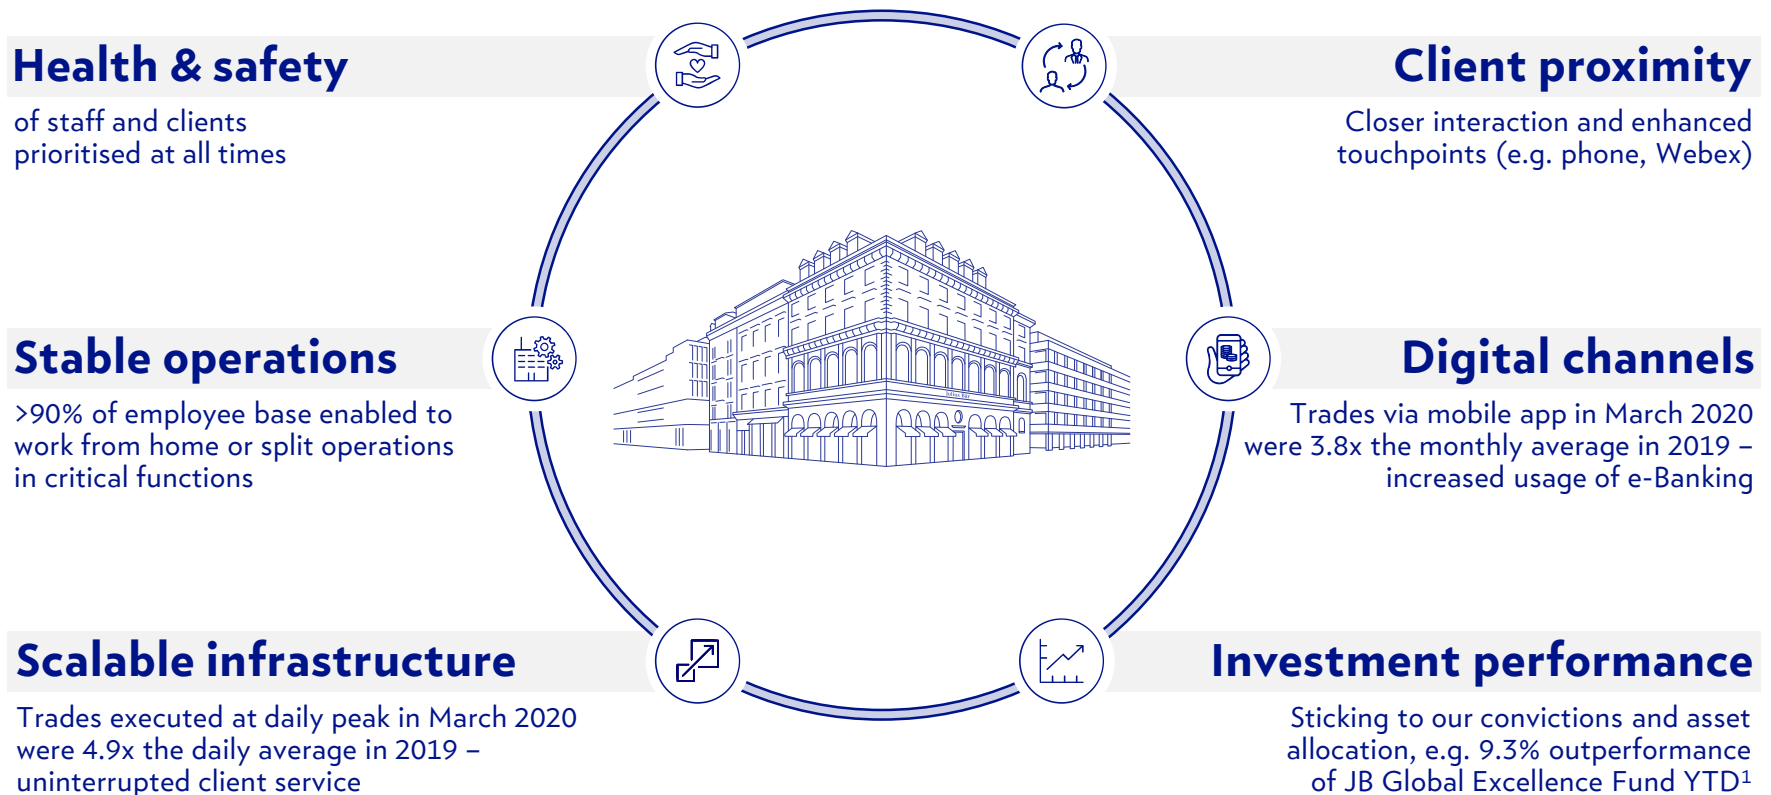 Health & safety
of staff and clients
prioritised at all times
Client proximity
Closer interaction and enhanced
touchpoints (e.g. phone, Webex)
Stable operations
>90% of employee base enabled to
work from home or split operations
in critical functions
Julius Bär
Digital channels
Trades via mobile app in March 2020
were 3.8x the monthly average in 2019 –
increased usage of e-Banking
Scalable infrastructure
Trades executed at daily peak in March 2020
were 4.9x the daily average in 2019 –
uninterrupted client service
Investment performance
Sticking to our convictions and asset
allocation, e.g. 9.3% outperformance
of JB Global Excellence Fund YTD¹